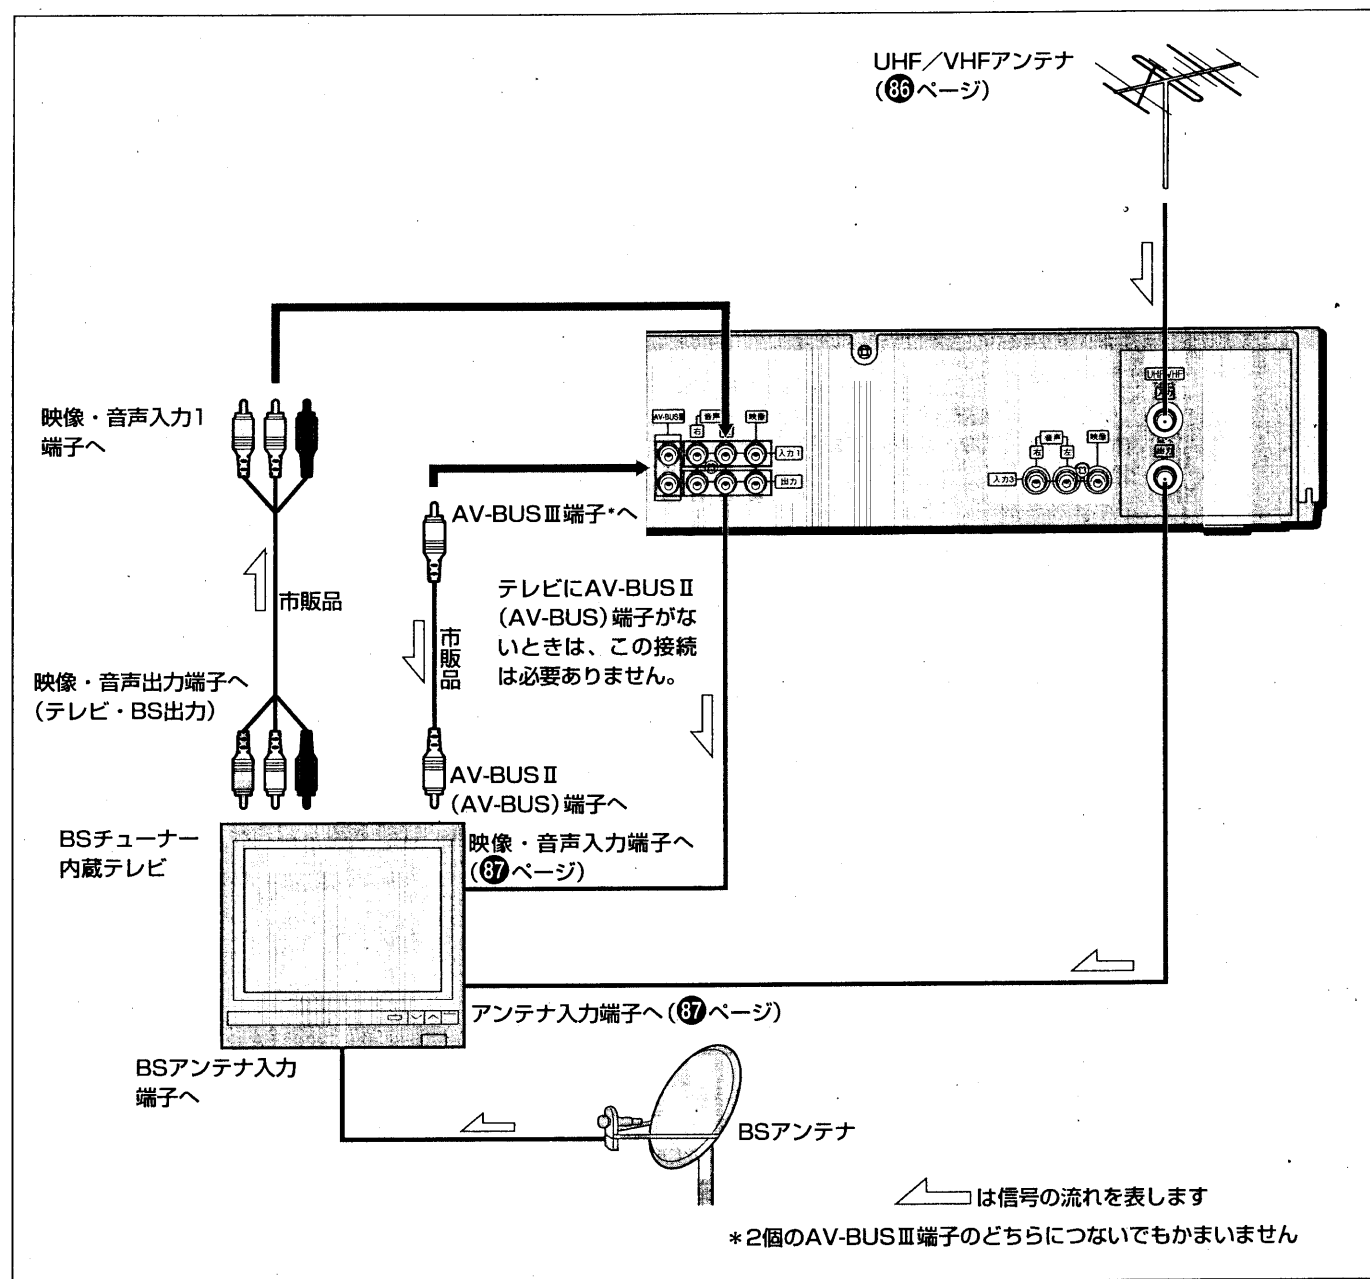 UHF／VHFアンテナ
（86ページ）
映像・音声入力1
端子へ
AV-BUSⅢ
音声
映像
右
入力1
出力
UHF/VHF
音声
映像
右
左
入力3
出力
AV-BUSⅢ端子*へ
市販品
テレビにAV-BUSⅡ
（AV-BUS）端子がな
いときは、この接続
は必要ありません。
市販品
映像・音声出力端子へ
（テレビ・BS出力）
AV-BUSⅡ
（AV-BUS）端子へ
BSチューナー
内蔵テレビ
映像・音声入力端子へ
（87ページ）
アンテナ入力端子へ（87ページ）
BSアンテナ入力
端子へ
BSアンテナ
は信号の流れを表します
＊2個のAV-BUSⅢ端子のどちらにつないでもかまいません